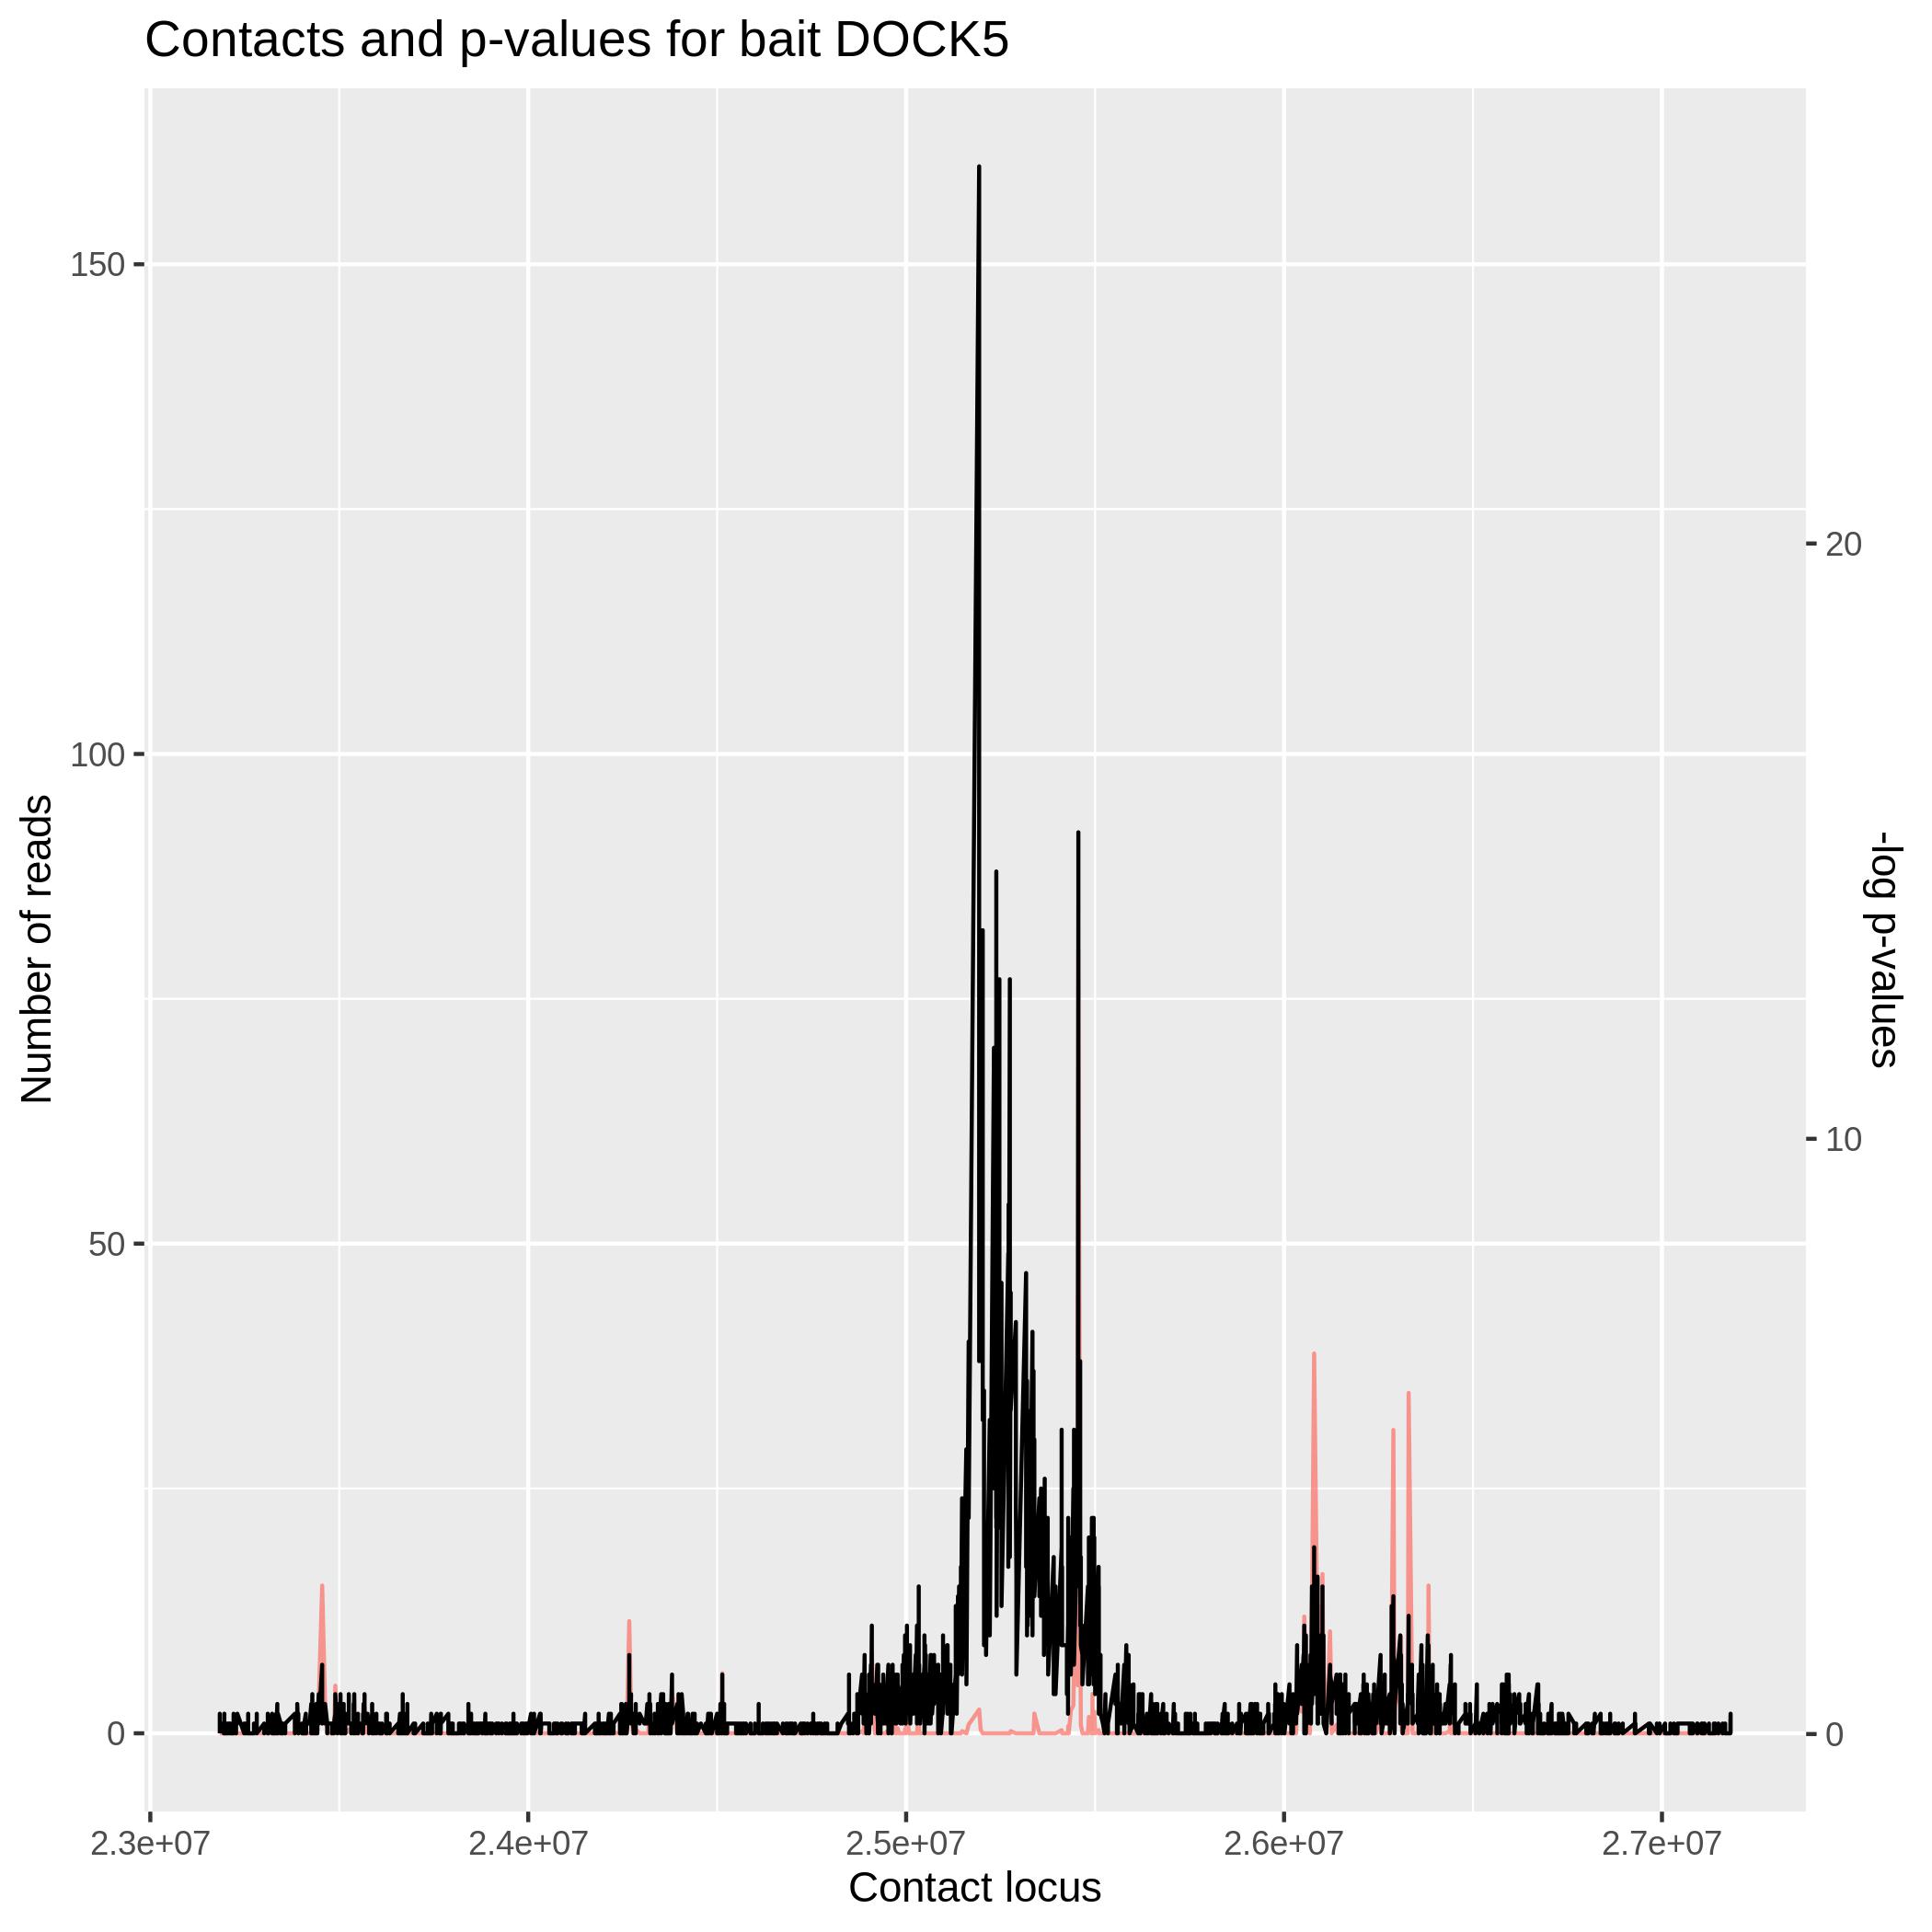 Contacts and p-values for bait DOCK5
150
100
50
0
Number of reads
20
10
0
-log p-values
2.3e+07
2.4e+07
2.5e+07
2.6e+07
2.7e+07
Contact locus